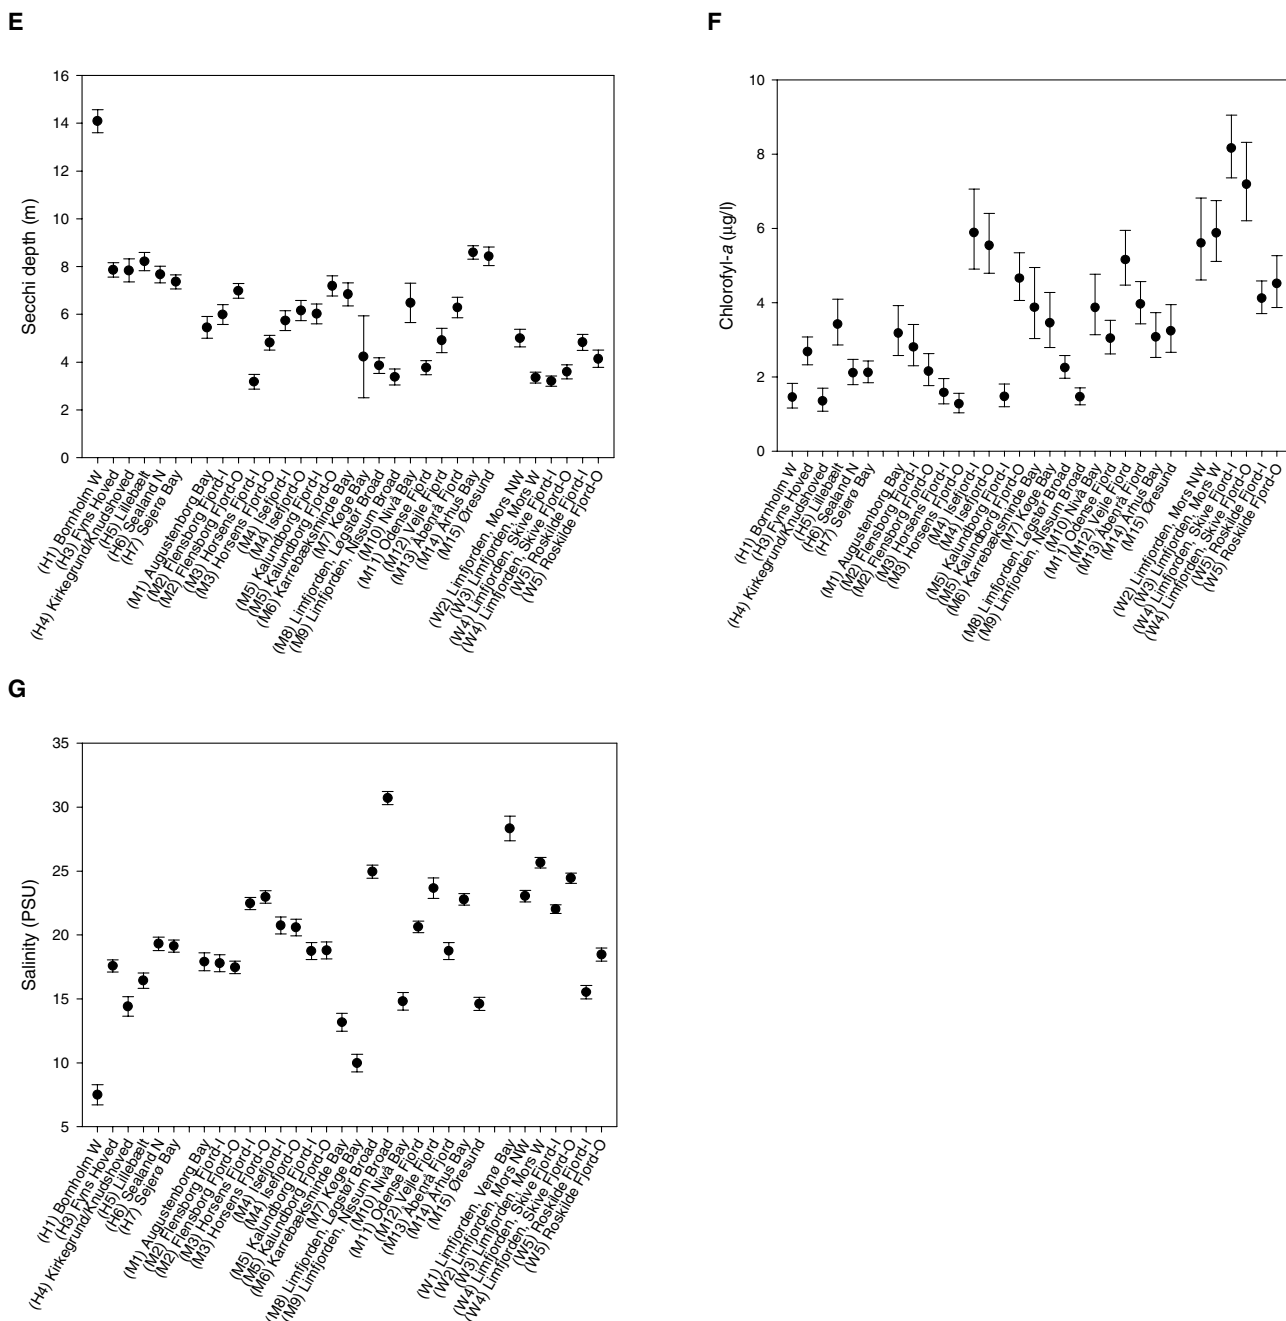 E
16
14
12
10
8
6
4
2
0
Secchi depth (m)
(H1) Bornholm W
(H3) Fyns Hoved
(H4) Kirkegrund/Knudshoved
(H5) Lillebælt
(H6) Sealand N
(H7) Sejerø Bay
(M1) Augustenborg Bay
(M2) Flensborg Fjord-I
(M2) Flensborg Fjord-O
(M3) Horsens Fjord-I
(M3) Horsens Fjord-O
(M4) Isefjord-I
(M4) Isefjord-O
(M5) Kalundborg Fjord-I
(M5) Kalundborg Fjord-O
(M6) Karrebæksminde Bay
(M7) Køge Bay
(M8) Limfjorden, Løgstør Broad
(M9) Limfjorden, Nissum Broad
(M10) Nivå Bay
(M11) Odense Fjord
(M12) Vejle Fjord
(M13) Åbenrå Fjord
(M14) Århus Bay
(M15) Øresund
(W2) Limfjorden, Mors NW
(W3) Limfjorden, Mors W
(W4) Limfjorden, Skive Fjord-I
(W4) Limfjorden, Skive Fjord-O
(W5) Roskilde Fjord-I
(W5) Roskilde Fjord-O
F
10
8
6
4
2
0
Chlorofyl-a (µg/l)
(H1) Bornholm W
(H3) Fyns Hoved
(H4) Kirkegrund/Knudshoved
(H5) Lillebælt
(H6) Sealand N
(H7) Sejerø Bay
(M1) Augustenborg Bay
(M2) Flensborg Fjord-I
(M2) Flensborg Fjord-O
(M3) Horsens Fjord-I
(M3) Horsens Fjord-O
(M4) Isefjord-I
(M4) Isefjord-O
(M5) Kalundborg Fjord-I
(M5) Kalundborg Fjord-O
(M6) Karrebæksminde Bay
(M7) Køge Bay
(M8) Limfjorden, Løgstør Broad
(M9) Limfjorden, Nissum Broad
(M10) Nivå Bay
(M11) Odense Fjord
(M12) Vejle Fjord
(M13) Åbenrå Fjord
(M14) Århus Bay
(M15) Øresund
(W2) Limfjorden, Mors NW
(W3) Limfjorden, Mors W
(W4) Limfjorden, Skive Fjord-I
(W4) Limfjorden, Skive Fjord-O
(W5) Roskilde Fjord-I
(W5) Roskilde Fjord-O
G
35
30
25
20
15
10
5
Salinity (PSU)
(H1) Bornholm W
(H3) Fyns Hoved
(H4) Kirkegrund/Knudshoved
(H5) Lillebælt
(H6) Sealand N
(H7) Sejerø Bay
(M1) Augustenborg Bay
(M2) Flensborg Fjord-I
(M2) Flensborg Fjord-O
(M3) Horsens Fjord-I
(M3) Horsens Fjord-O
(M4) Isefjord-I
(M4) Isefjord-O
(M5) Kalundborg Fjord-I
(M5) Kalundborg Fjord-O
(M6) Karrebæksminde Bay
(M7) Køge Bay
(M8) Limfjorden, Løgstør Broad
(M9) Limfjorden, Nissum Broad
(M10) Nivå Bay
(M11) Odense Fjord
(M12) Vejle Fjord
(M13) Åbenrå Fjord
(M14) Århus Bay
(M15) Øresund
(W1) Limfjorden, Venø Bay
(W2) Limfjorden, Mors NW
(W3) Limfjorden, Mors W
(W4) Limfjorden, Skive Fjord-I
(W4) Limfjorden, Skive Fjord-O
(W5) Roskilde Fjord-I
(W5) Roskilde Fjord-O